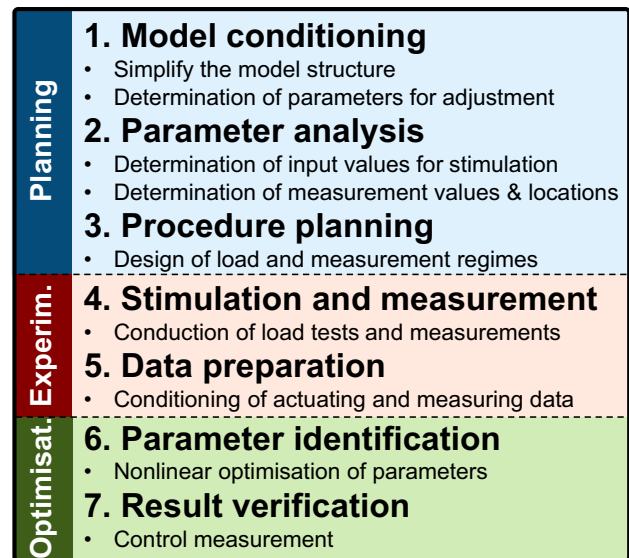 Planning
1. Model conditioning
• Simplify the model structure
• Determination of parameters for adjustment
2. Parameter analysis
• Determination of input values for stimulation
• Determination of measurement values & locations
3. Procedure planning
• Design of load and measurement regimes
Experim.
4. Stimulation and measurement
• Conduction of load tests and measurements
5. Data preparation
• Conditioning of actuating and measuring data
Optimisat.
6. Parameter identification
• Nonlinear optimisation of parameters
7. Result verification
• Control measurement